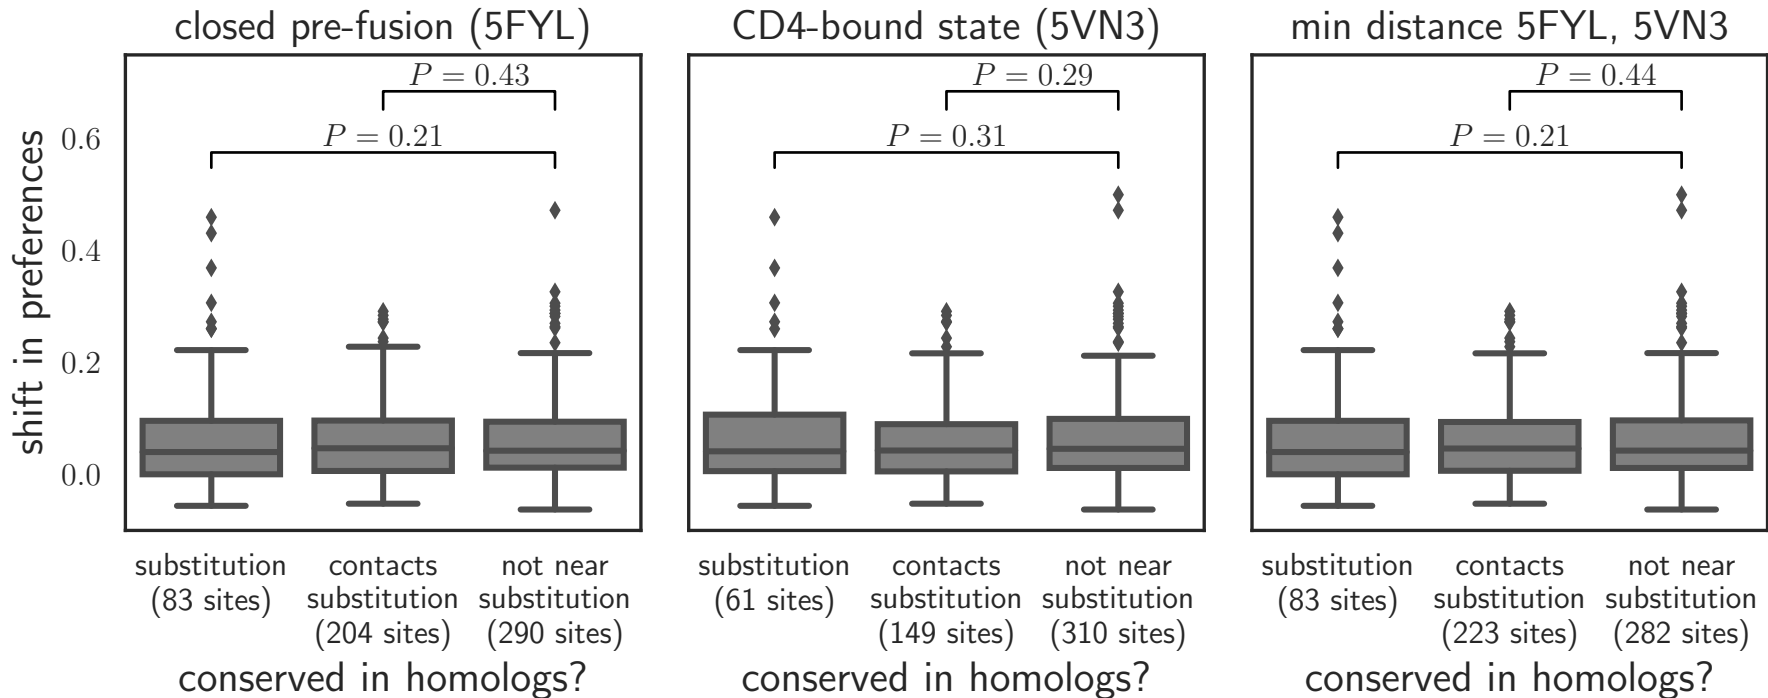 closed pre-fusion (5FYL)
CD4-bound state (5VN3)
min distance 5FYL, 5VN3
P = 0.43
P = 0.29
P = 0.44
P = 0.21
P = 0.31
P = 0.21
shift in preferences
0.6
0.4
0.2
0.0
substitution
(83 sites)
contacts
substitution
(204 sites)
not near
substitution
(290 sites)
substitution
(61 sites)
contacts
substitution
(149 sites)
not near
substitution
(310 sites)
substitution
(83 sites)
contacts
substitution
(223 sites)
not near
substitution
(282 sites)
conserved in homologs?
conserved in homologs?
conserved in homologs?